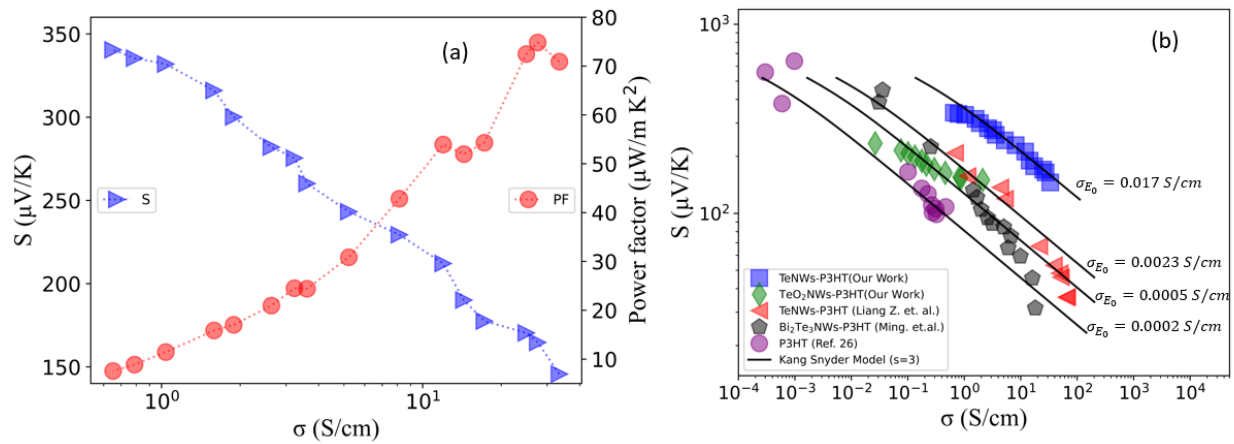 (a)
350
300
250
200
150
S (μV/K)
S
PF
80
70
60
50
40
30
20
10
Power factor (μW/m K²)
10⁰
10¹
σ (S/cm)
(b)
10³
10²
S (μV/K)
σ_E₀ = 0.017 S/cm
σ_E₀ = 0.0023 S/cm
σ_E₀ = 0.0005 S/cm
σ_E₀ = 0.0002 S/cm
TeNWs-P3HT(Our Work)
TeO₂NWs-P3HT(Our Work)
TeNWs-P3HT (Liang Z. et. al.)
Bi₂Te₃NWs-P3HT (Ming. et.al.)
P3HT (Ref. 26)
Kang Snyder Model (s=3)
10⁻⁴
10⁻³
10⁻²
10⁻¹
10⁰
10¹
10²
10³
10⁴
σ (S/cm)